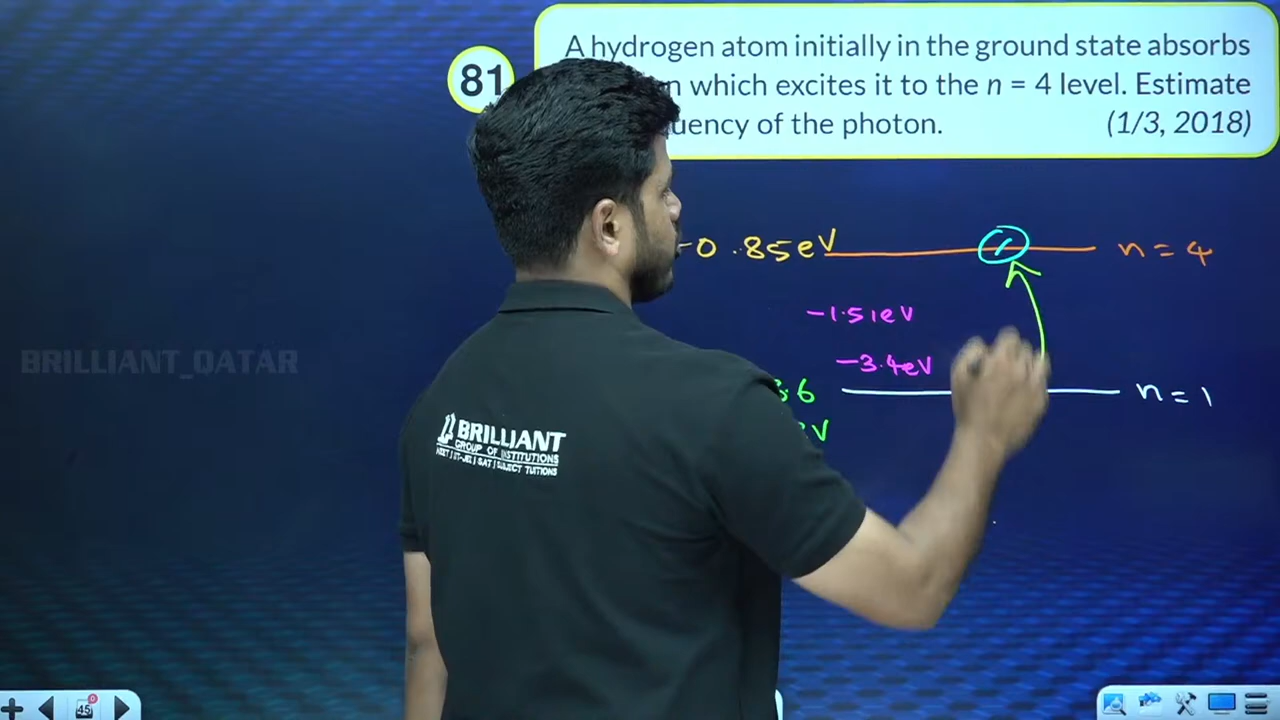 A hydrogen atom initially in the ground state absorbs
81 which excites it to the n = 4 level. Estimate
of the photon. (1/3, 2018)
-0.85eV n = 4
-1.51eV
-3.4eV
n = 1
BRILLIANT_QATAR
BRILLIANT
GROUP OF INSTITUTIONS
45